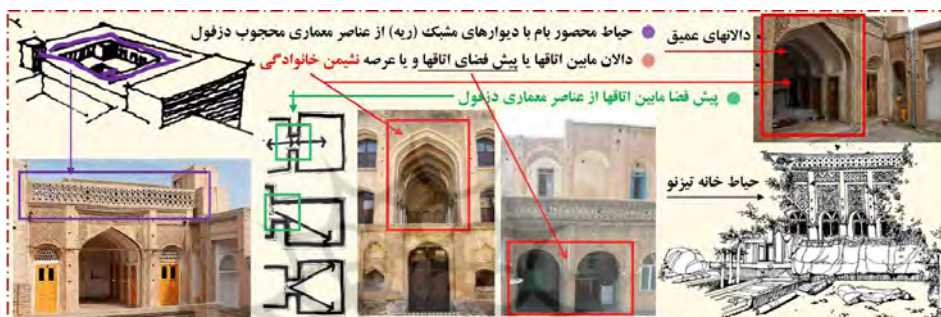 حیاط محصور بام با دیوارهای مشبک (ریه) از عناصر معماری محجوب دزفول
دالان مابین اتاقها یا پیش فضای اتاقها و یا عرصه نشیمن خانوادگی
پیش فضا مابین اتاقها از عناصر معماری دزفول
دالانهای عمیق
حیاط خانه تیزنو